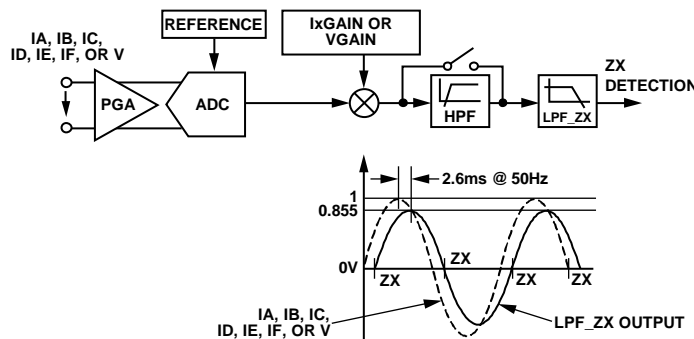 REFERENCE
IxGAIN OR
VGAIN
IA, IB, IC,
ID, IE, IF, OR V
PGA
ADC
HPF
LPF_ZX
ZX
DETECTION
2.6ms @ 50Hz
1
0.855
0V
ZX
ZX
ZX
ZX
IA, IB, IC,
ID, IE, IF, OR V
LPF_ZX OUTPUT